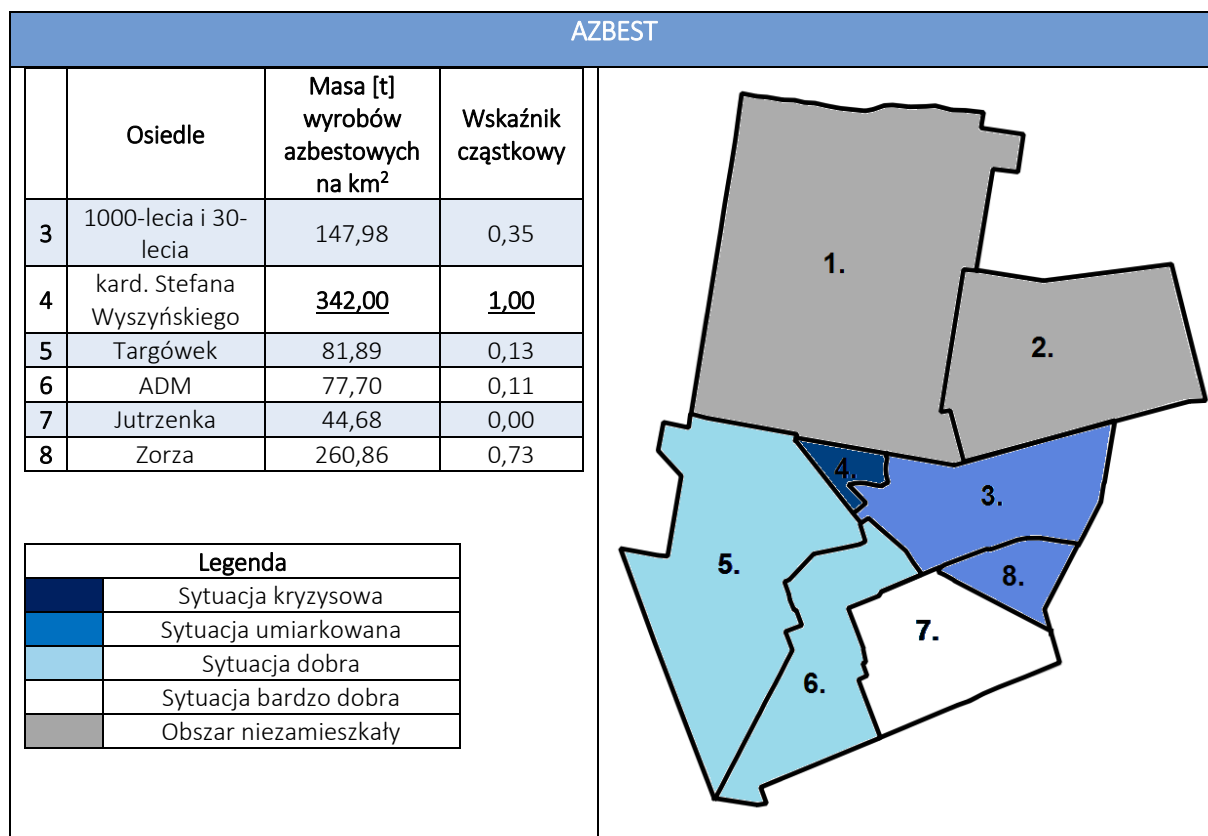 AZBEST
Osiedle
Masa [t]
wyrobów
azbestowych
na km²
Wskaźnik
cząstkowy
3
1000-lecia i 30-
lecia
147,98
0,35
4
kard. Stefana
Wyszyńskiego
342,00
1,00
5 Targówek 81,89 0,13
6 ADM 77,70 0,11
7 Jutrzenka 44,68 0,00
8 Zorza 260,86 0,73
Legenda
Sytuacja kryzysowa
Sytuacja umiarkowana
Sytuacja dobra
Sytuacja bardzo dobra
Obszar niezamieszkały
1.
2.
4.
3.
5.
8.
7.
6.